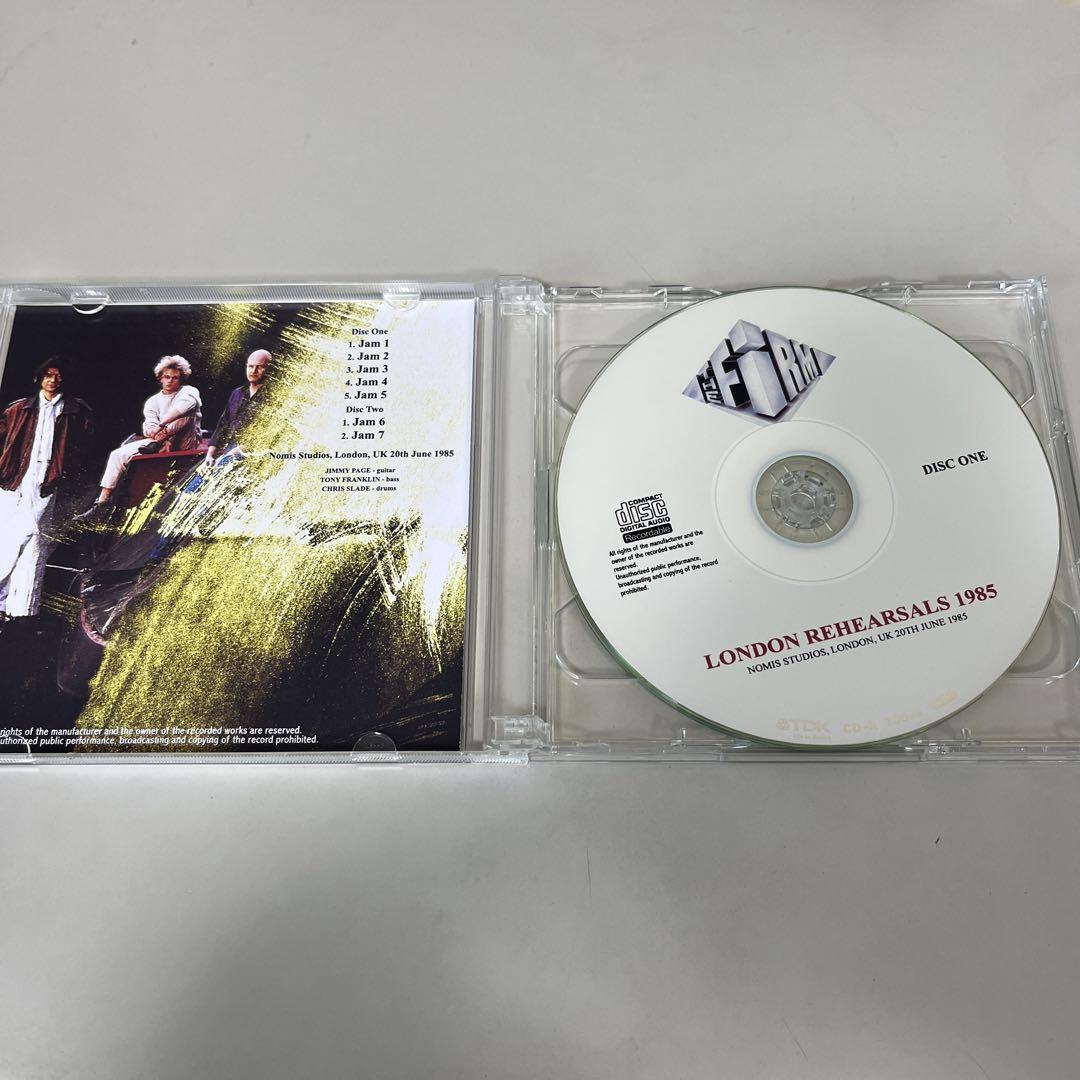 Disc One
1. Jam 1
2. Jam 2
3. Jam 3
4. Jam 4
5. Jam 5
Disc Two
1. Jam 6
2. Jam 7
Nomis Studios, London, UK 20th June 1985
JIMMY PAGE - guitar
TONY FRANKLIN - bass
CHRIS SLADE - drums
rights of the manufacturer and the owner of the recorded works are reserved.
uthorized public performance, broadcasting and copying of the record prohibited.
THE FIRM
DISC ONE
COMPACT
disc
DIGITAL AUDIO
Recordable
All rights of the manufacturer and the
owner of the recorded works are
reserved.
Unauthorized public performance,
broadcasting and copying of the record
prohibited.
LONDON REHEARSALS 1985
NOMIS STUDIOS, LONDON, UK 20TH JUNE 1985
TDK CD-R 700